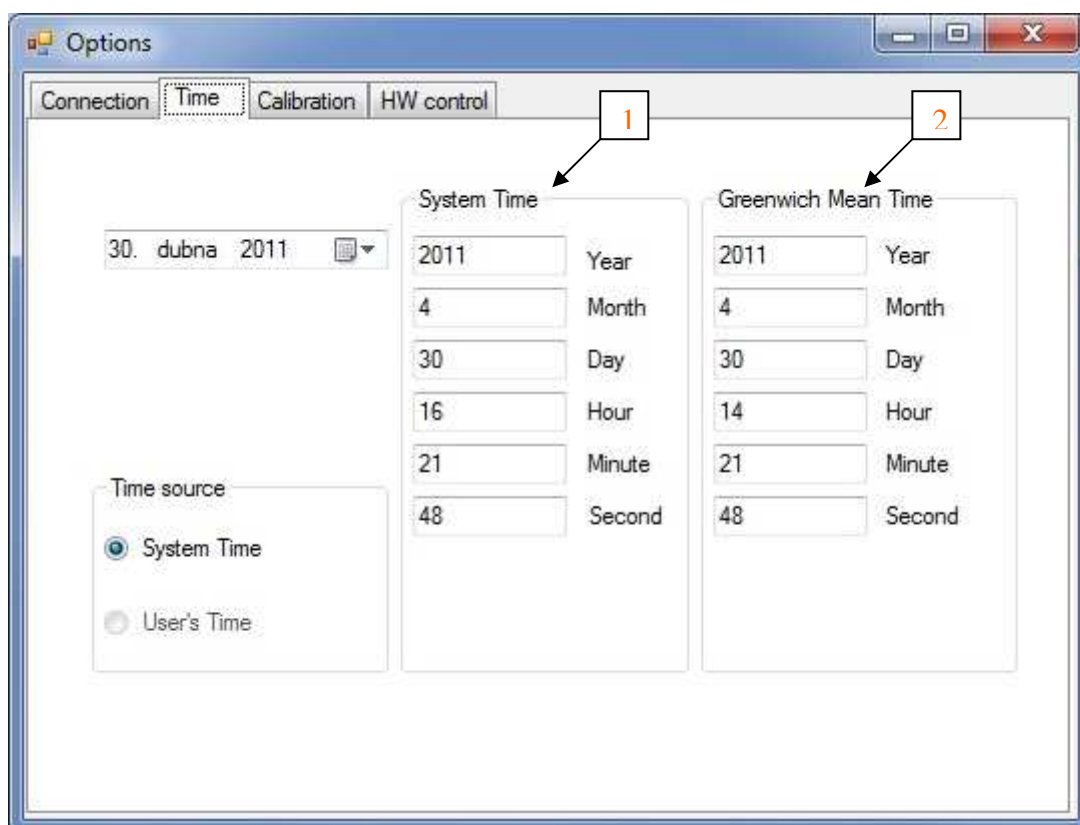 Options
Connection Time Calibration HW control
1 2
System Time Greenwich Mean Time
30. dubna 2011 2011 Year 2011 Year
4 Month 4 Month
30 Day 30 Day
16 Hour 14 Hour
21 Minute 21 Minute
Time source
48 Second 48 Second
System Time
User's Time